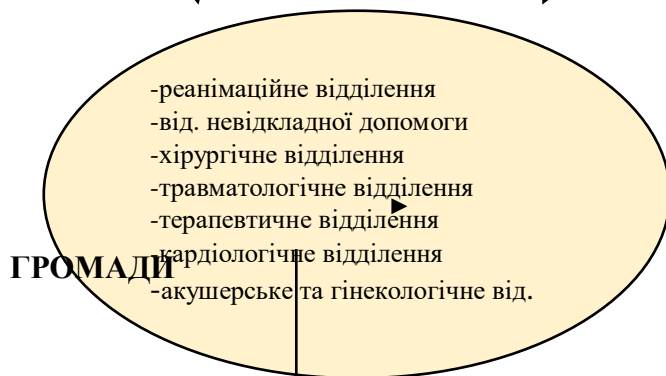 -реанімаційне відділення
-від. невідкладної допомоги
-хірургічне відділення
-травматологічне відділення
-терапевтичне відділення
-кардіологічне відділення
ГРОМАДИ
-акушерське та гінекологічне від.